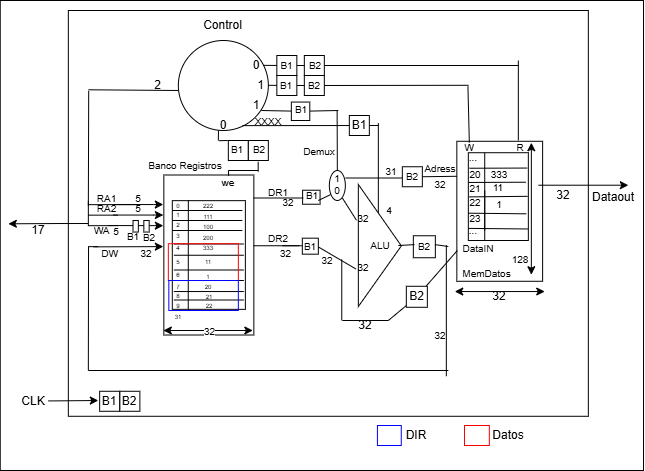 Control
0 B1 B2
2 1 B1 B2
1 B1
0 XXXX B1
B1 B2
Demux
Banco Registros
we
W R
31 B2 Adress
32
...
20 333
21 11
22 1
23
...
DataIN
128
MemDatos
32
32
Dataout
RA1 5
RA2 5
WA 5
B1 B2
DW 32
17
0 222
1 111
2 100
3 200
4 333
5 11
6 1
7 20
8 21
9 22
31
32
DR1
32
B1
1
0
DR2
32
B1
32
32
32
4
ALU
B2
B2
32
32
CLK B1 B2
DIR Datos